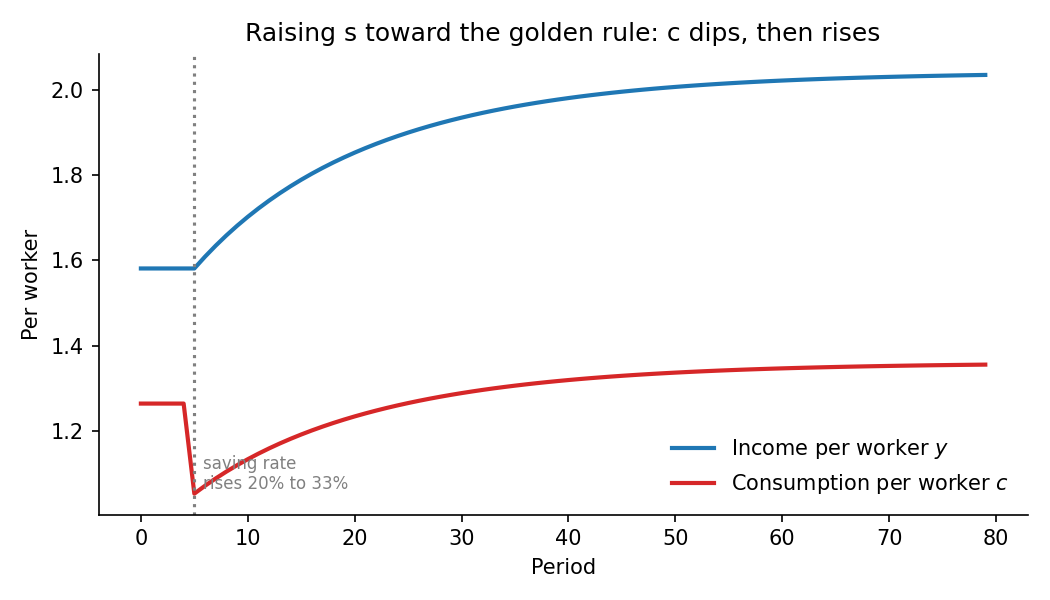 Raising s toward the golden rule: c dips, then rises
Per worker
2.0
1.8
1.6
1.4
1.2
saving rate
rises 20% to 33%
Income per worker y
Consumption per worker c
0 10 20 30 40 50 60 70 80
Period